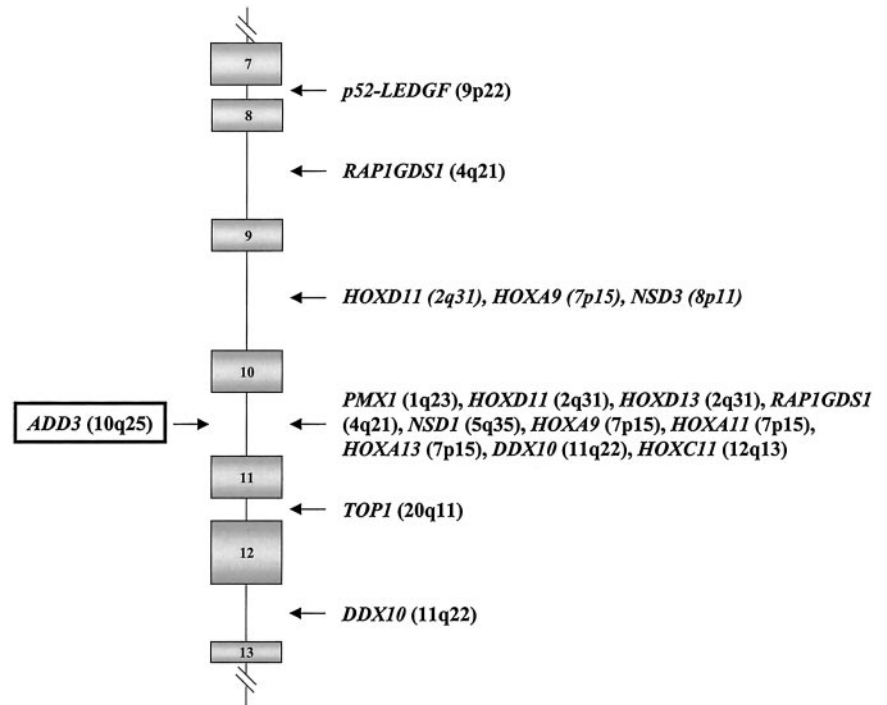 7
p52-LEDGF (9p22)
8
RAP1GDS1 (4q21)
9
HOXD11 (2q31), HOXA9 (7p15), NSD3 (8p11)
10
ADD3 (10q25)
PMX1 (1q23), HOXD11 (2q31), HOXD13 (2q31), RAP1GDS1
(4q21), NSD1 (5q35), HOXA9 (7p15), HOXA11 (7p15),
HOXA13 (7p15), DDX10 (11q22), HOXC11 (12q13)
11
TOP1 (20q11)
12
DDX10 (11q22)
13